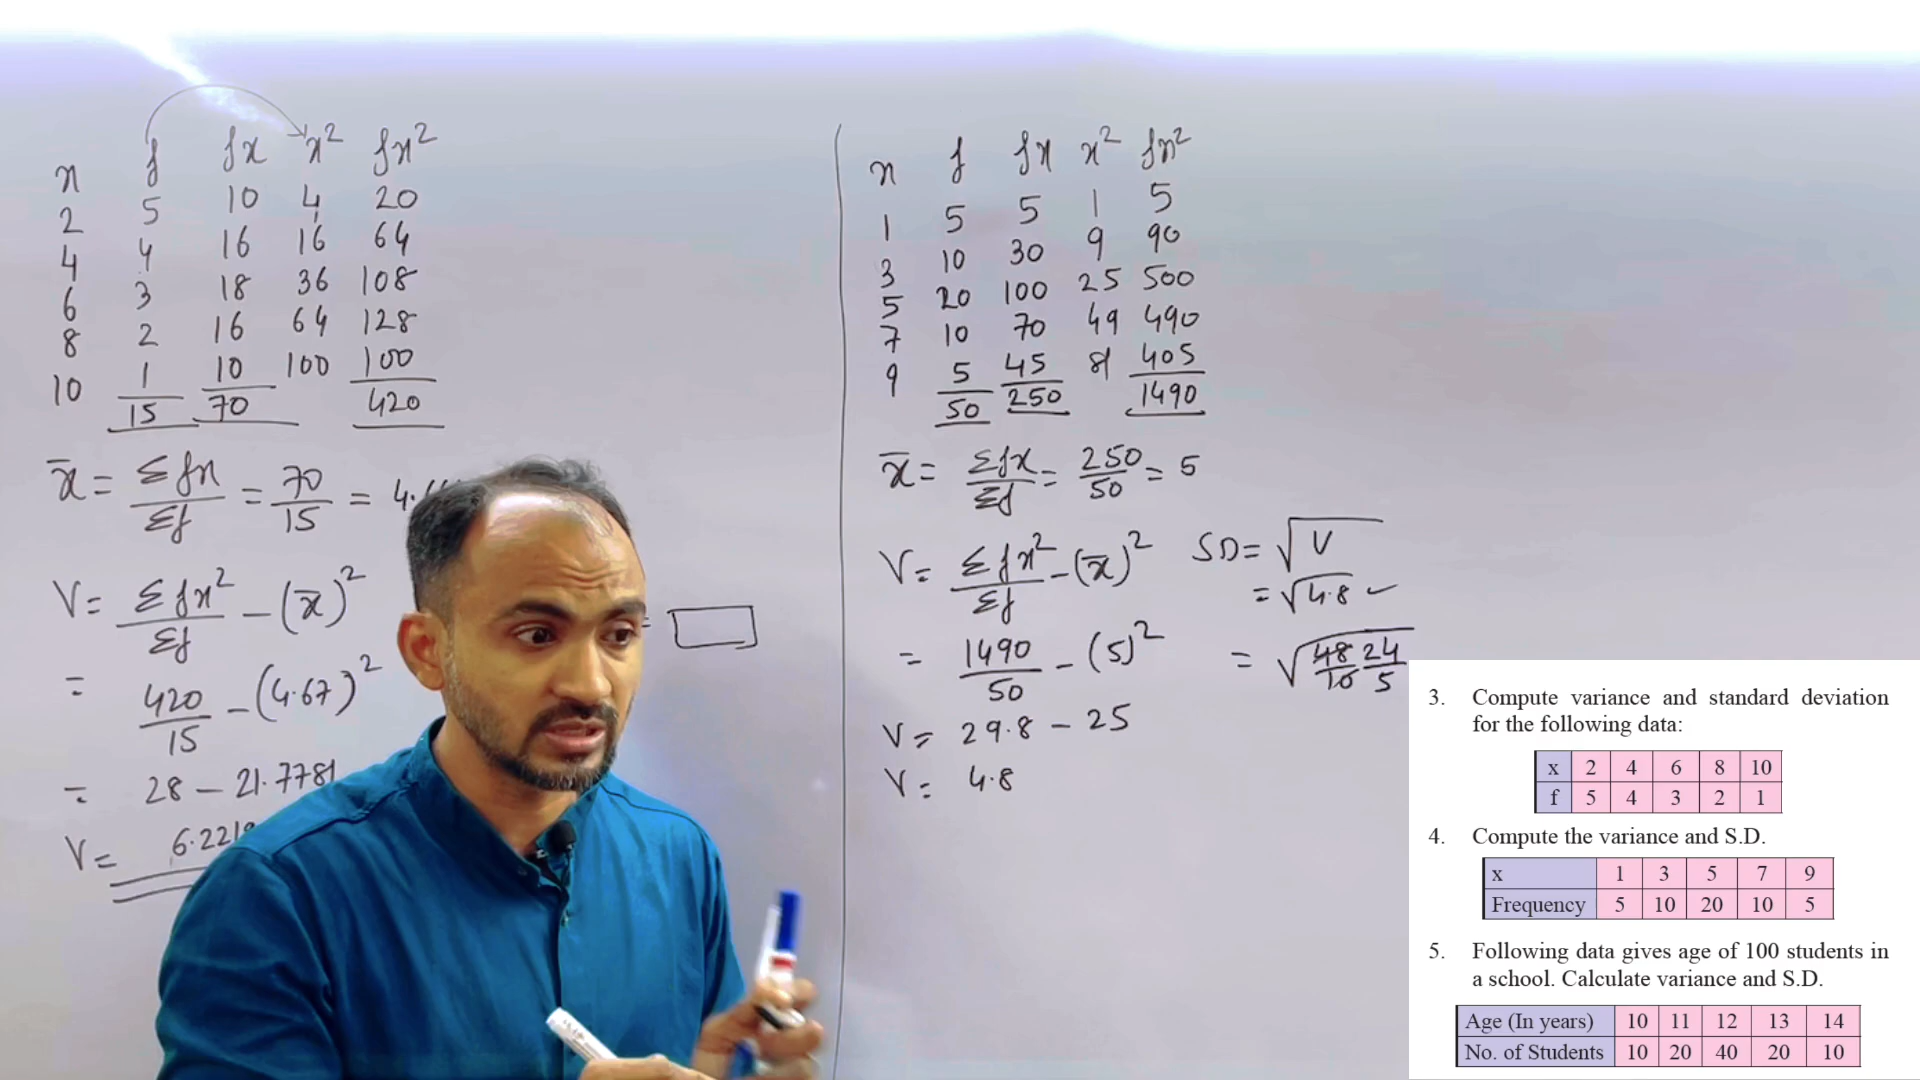 x f fx x² fx²
2 5 10 4 20
4 4 16 16 64
6 3 18 36 108
8 2 16 64 128
10 1 10 100 100
15 70 420
x̄ = Σfx/Σf = 70/15 =
V = Σfx²/Σf - (x̄)²
= 420/15 - (4.67)²
= 28 - 21.7781
V =
x f fx x² fx²
1 5 5 1 5
3 10 30 9 90
5 20 100 25 500
7 10 70 49 490
9 5 45 81 405
50 250 1490
x̄ = Σfx/Σf = 250/50 = 5
V = Σfx²/Σf - (x̄)²
= 1490/50 - (5)²
V = 29.8 - 25
V = 4.8
SD = √V
= √4.8
= √48/10 24/5
3. Compute variance and standard deviation
for the following data:
x 2 4 6 8 10
f 5 4 3 2 1
4. Compute the variance and S.D.
x 1 3 5 7 9
Frequency 5 10 20 10 5
5. Following data gives age of 100 students in
a school. Calculate variance and S.D.
Age (In years) 10 11 12 13 14
No. of Students 10 20 40 20 10